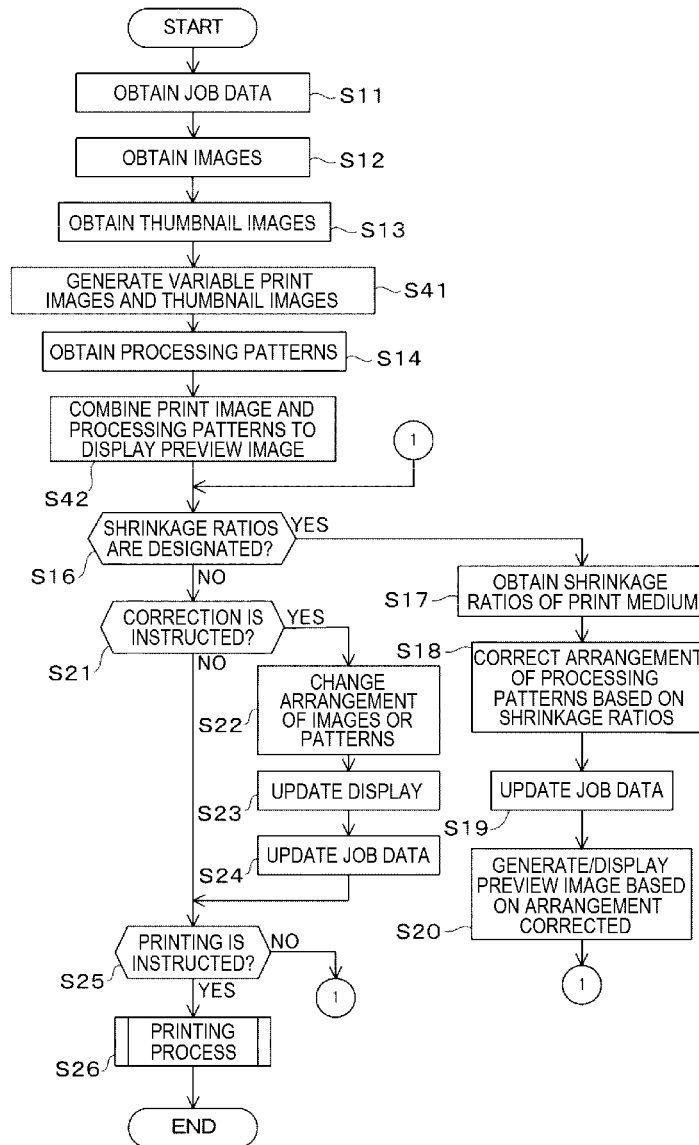 START
OBTAIN JOB DATA
S11
OBTAIN IMAGES
S12
OBTAIN THUMBNAIL IMAGES
S13
GENERATE VARIABLE PRINT
IMAGES AND THUMBNAIL IMAGES
S41
OBTAIN PROCESSING PATTERNS
S14
COMBINE PRINT IMAGE AND
PROCESSING PATTERNS TO
DISPLAY PREVIEW IMAGE
S42
1
SHRINKAGE RATIOS
ARE DESIGNATED?
YES
S16
NO
OBTAIN SHRINKAGE
RATIOS OF PRINT MEDIUM
S17
CORRECTION IS
INSTRUCTED?
YES
S21
NO
S18
CORRECT ARRANGEMENT
OF PROCESSING
PATTERNS BASED ON
SHRINKAGE RATIOS
CHANGE
ARRANGEMENT
OF IMAGES OR
PATTERNS
S22
UPDATE DISPLAY
S23
UPDATE JOB DATA
S19
UPDATE JOB DATA
S24
GENERATE/DISPLAY
PREVIEW IMAGE BASED
ON ARRANGEMENT
CORRECTED
S20
PRINTING IS
INSTRUCTED?
NO
S25
YES
1
1
PRINTING
PROCESS
S26
END